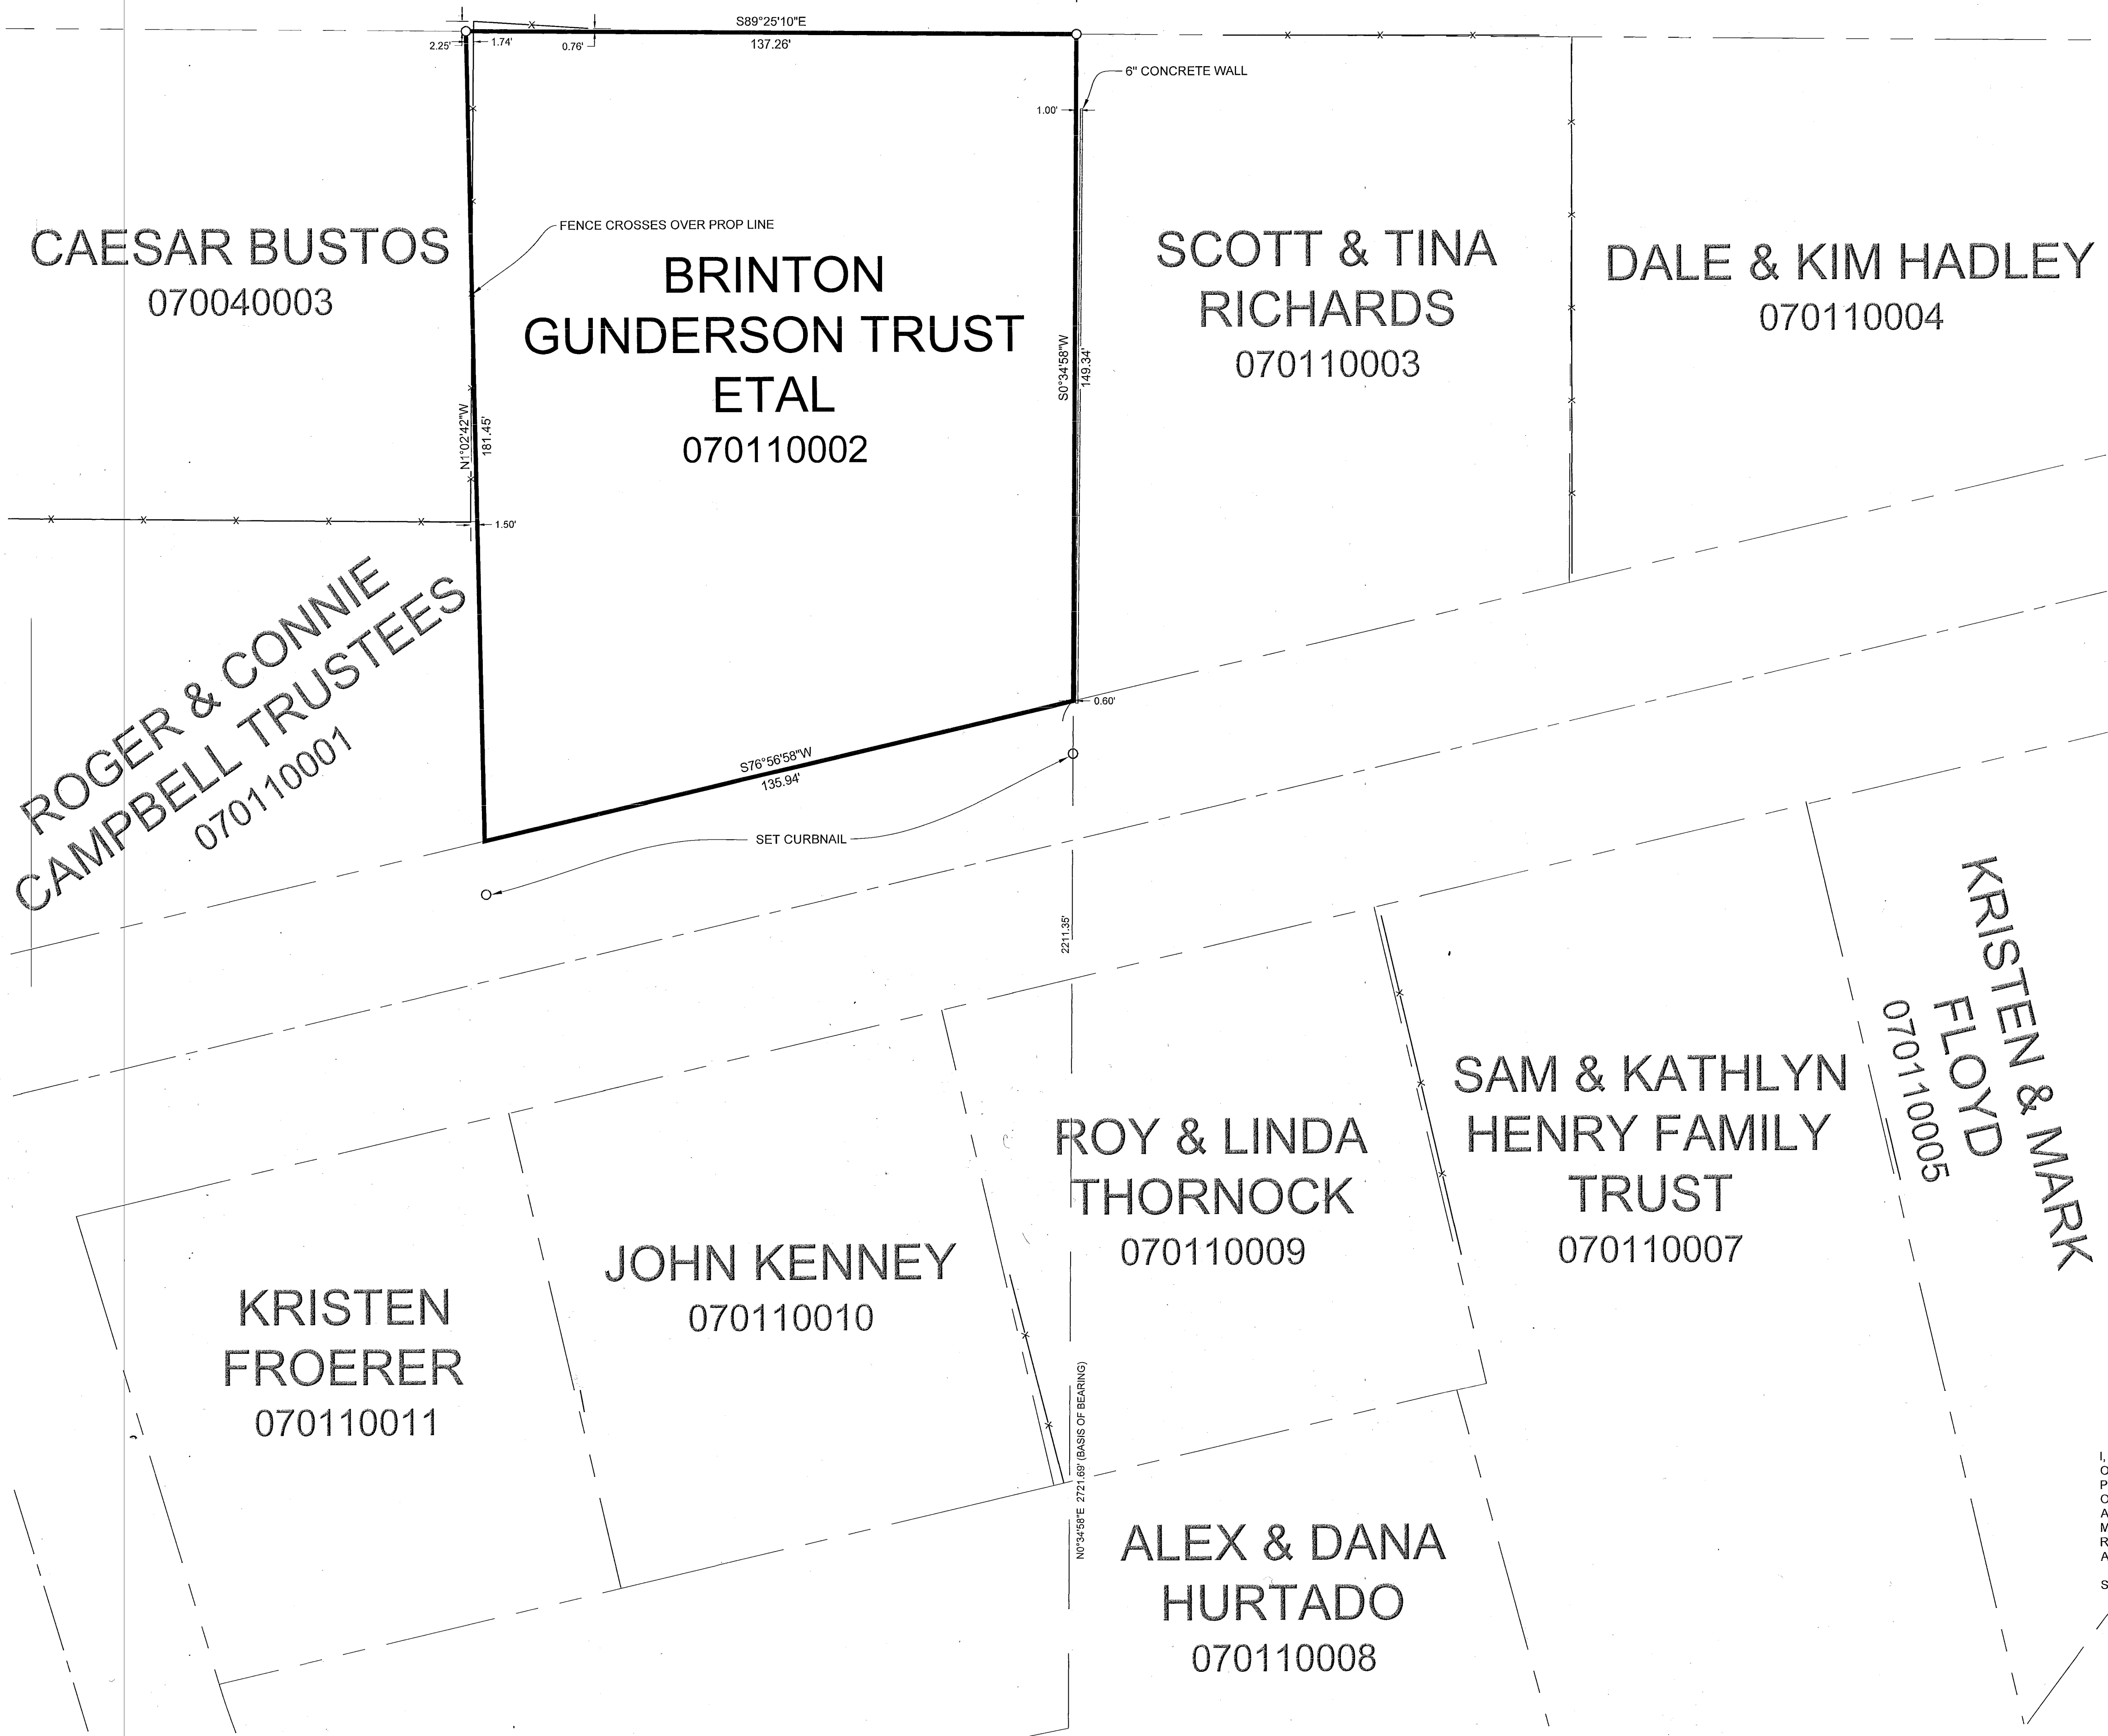 S89°25'10"E
137.26'
2.25'
1.74'
0.76'
6" CONCRETE WALL
1.00'
FENCE CROSSES OVER PROP LINE
CAESAR BUSTOS
070040003
BRINTON
GUNDERSON TRUST
ETAL
070110002
SCOTT & TINA
RICHARDS
070110003
DALE & KIM HADLEY
070110004
S0°34'58"W
149.34'
N1°02'42"W
181.45'
1.50'
ROGER & CONNIE
CAMPBELL TRUSTEES
070110001
0.60'
S76°56'58"W
135.94'
SET CURBNAIL
2211.35'
KRISTEN & MARK
FLOYD
070110005
SAM & KATHLYN
HENRY FAMILY
TRUST
070110007
ROY & LINDA
THORNOCK
070110009
JOHN KENNEY
070110010
KRISTEN
FROERER
070110011
N0°34'58"E 2721.69' (BASIS OF BEARING)
ALEX & DANA
HURTADO
070110008
I,
P
A
M
R
A
S